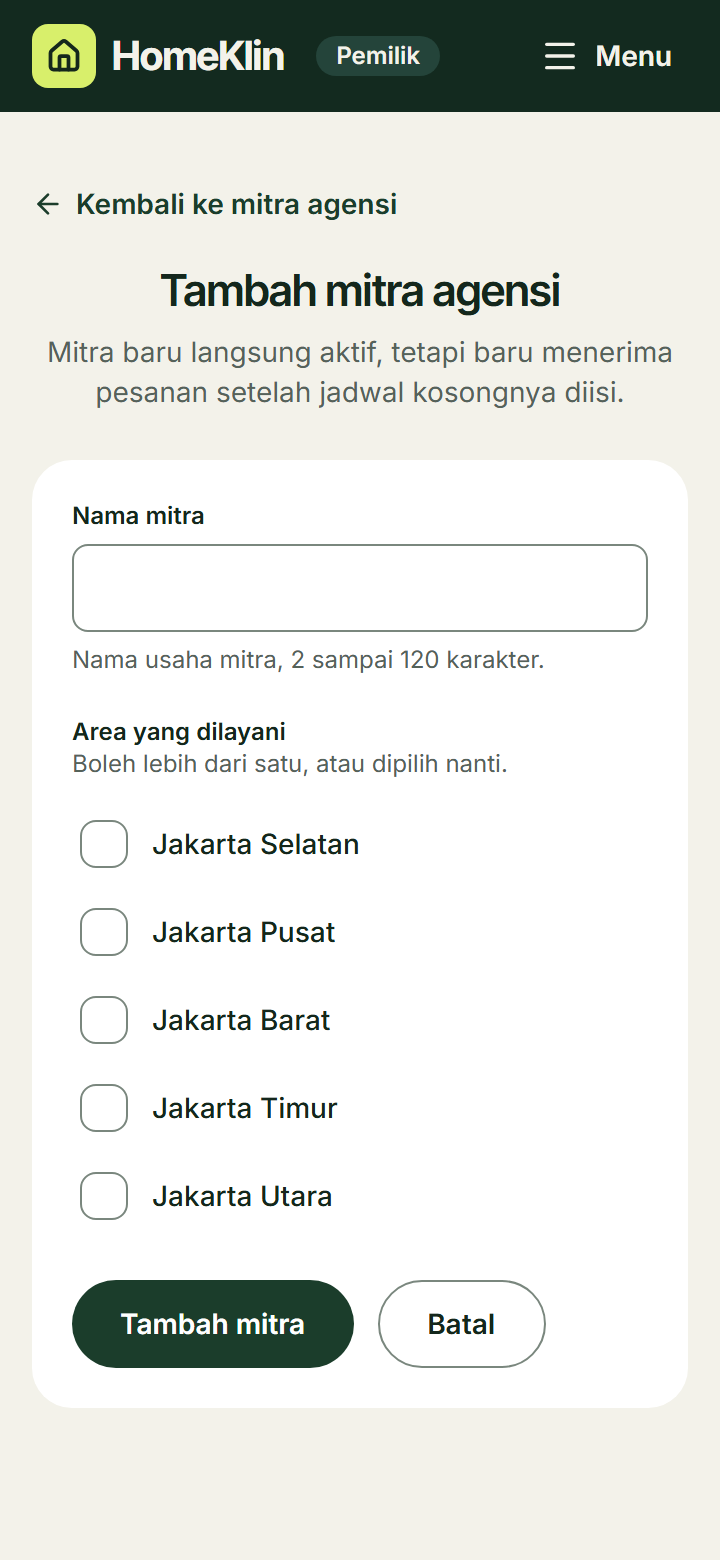 HomeKlin
Pemilik
Menu
Kembali ke mitra agensi
Tambah mitra agensi
Mitra baru langsung aktif, tetapi baru menerima
pesanan setelah jadwal kosongnya diisi.
Nama mitra
Nama usaha mitra, 2 sampai 120 karakter.
Area yang dilayani
Boleh lebih dari satu, atau dipilih nanti.
Jakarta Selatan
Jakarta Pusat
Jakarta Barat
Jakarta Timur
Jakarta Utara
Tambah mitra
Batal